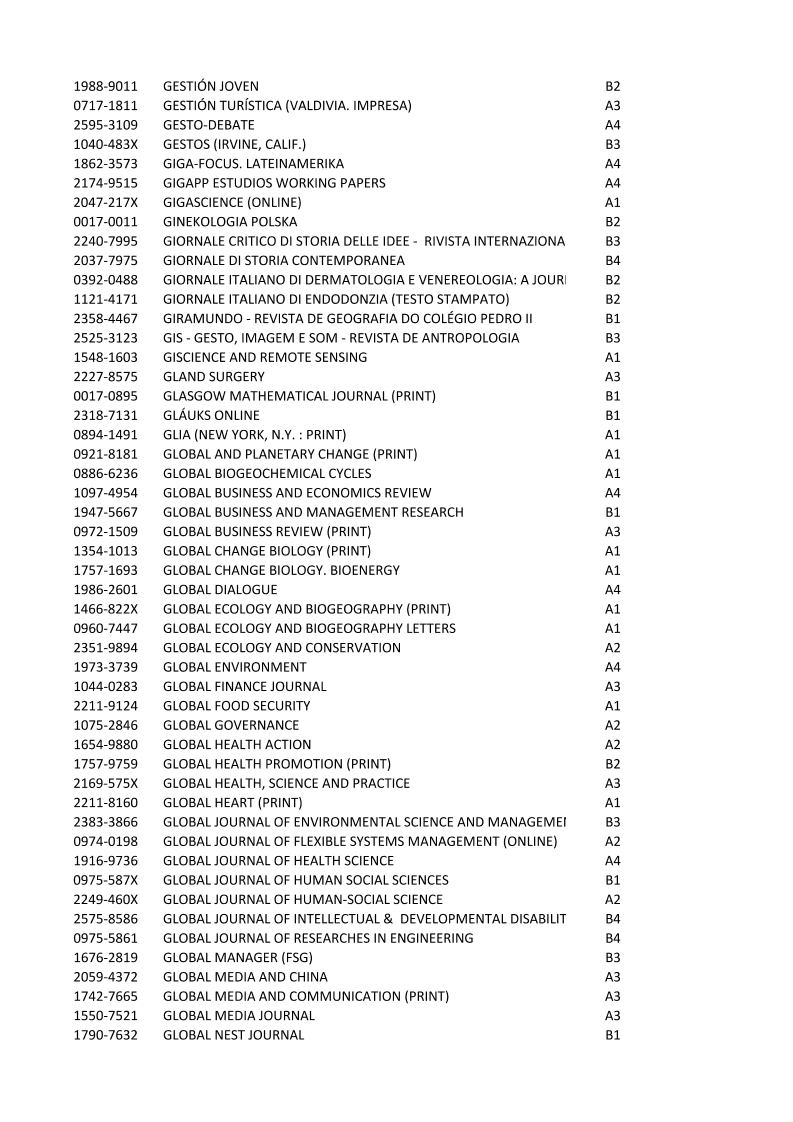 1988-9011 GESTIÓN JOVEN B2
0717-1811 GESTIÓN TURÍSTICA (VALDIVIA. IMPRESA) A3
2595-3109 GESTO-DEBATE A4
1040-483X GESTOS (IRVINE, CALIF.) B3
1862-3573 GIGA-FOCUS. LATEINAMERIKA A4
2174-9515 GIGAPP ESTUDIOS WORKING PAPERS A4
2047-217X GIGASCIENCE (ONLINE) A1
0017-0011 GINEKOLOGIA POLSKA B2
2240-7995 GIORNALE CRITICO DI STORIA DELLE IDEE - RIVISTA INTERNAZIONA B3
2037-7975 GIORNALE DI STORIA CONTEMPORANEA B4
0392-0488 GIORNALE ITALIANO DI DERMATOLOGIA E VENEREOLOGIA: A JOUR B2
1121-4171 GIORNALE ITALIANO DI ENDODONZIA (TESTO STAMPATO) B2
2358-4467 GIRAMUNDO - REVISTA DE GEOGRAFIA DO COLÉGIO PEDRO II B1
2525-3123 GIS - GESTO, IMAGEM E SOM - REVISTA DE ANTROPOLOGIA B3
1548-1603 GISCIENCE AND REMOTE SENSING A1
2227-8575 GLAND SURGERY A3
0017-0895 GLASGOW MATHEMATICAL JOURNAL (PRINT) B1
2318-7131 GLÁUKS ONLINE B1
0894-1491 GLIA (NEW YORK, N.Y. : PRINT) A1
0921-8181 GLOBAL AND PLANETARY CHANGE (PRINT) A1
0886-6236 GLOBAL BIOGEOCHEMICAL CYCLES A1
1097-4954 GLOBAL BUSINESS AND ECONOMICS REVIEW A4
1947-5667 GLOBAL BUSINESS AND MANAGEMENT RESEARCH B1
0972-1509 GLOBAL BUSINESS REVIEW (PRINT) A3
1354-1013 GLOBAL CHANGE BIOLOGY (PRINT) A1
1757-1693 GLOBAL CHANGE BIOLOGY. BIOENERGY A1
1986-2601 GLOBAL DIALOGUE A4
1466-822X GLOBAL ECOLOGY AND BIOGEOGRAPHY (PRINT) A1
0960-7447 GLOBAL ECOLOGY AND BIOGEOGRAPHY LETTERS A1
2351-9894 GLOBAL ECOLOGY AND CONSERVATION A2
1973-3739 GLOBAL ENVIRONMENT A4
1044-0283 GLOBAL FINANCE JOURNAL A3
2211-9124 GLOBAL FOOD SECURITY A1
1075-2846 GLOBAL GOVERNANCE A2
1654-9880 GLOBAL HEALTH ACTION A2
1757-9759 GLOBAL HEALTH PROMOTION (PRINT) B2
2169-575X GLOBAL HEALTH, SCIENCE AND PRACTICE A3
2211-8160 GLOBAL HEART (PRINT) A1
2383-3866 GLOBAL JOURNAL OF ENVIRONMENTAL SCIENCE AND MANAGEMEN B3
0974-0198 GLOBAL JOURNAL OF FLEXIBLE SYSTEMS MANAGEMENT (ONLINE) A2
1916-9736 GLOBAL JOURNAL OF HEALTH SCIENCE A4
0975-587X GLOBAL JOURNAL OF HUMAN SOCIAL SCIENCES B1
2249-460X GLOBAL JOURNAL OF HUMAN-SOCIAL SCIENCE A2
2575-8586 GLOBAL JOURNAL OF INTELLECTUAL & DEVELOPMENTAL DISABILIT B4
0975-5861 GLOBAL JOURNAL OF RESEARCHES IN ENGINEERING B4
1676-2819 GLOBAL MANAGER (FSG) B3
2059-4372 GLOBAL MEDIA AND CHINA A3
1742-7665 GLOBAL MEDIA AND COMMUNICATION (PRINT) A3
1550-7521 GLOBAL MEDIA JOURNAL A3
1790-7632 GLOBAL NEST JOURNAL B1